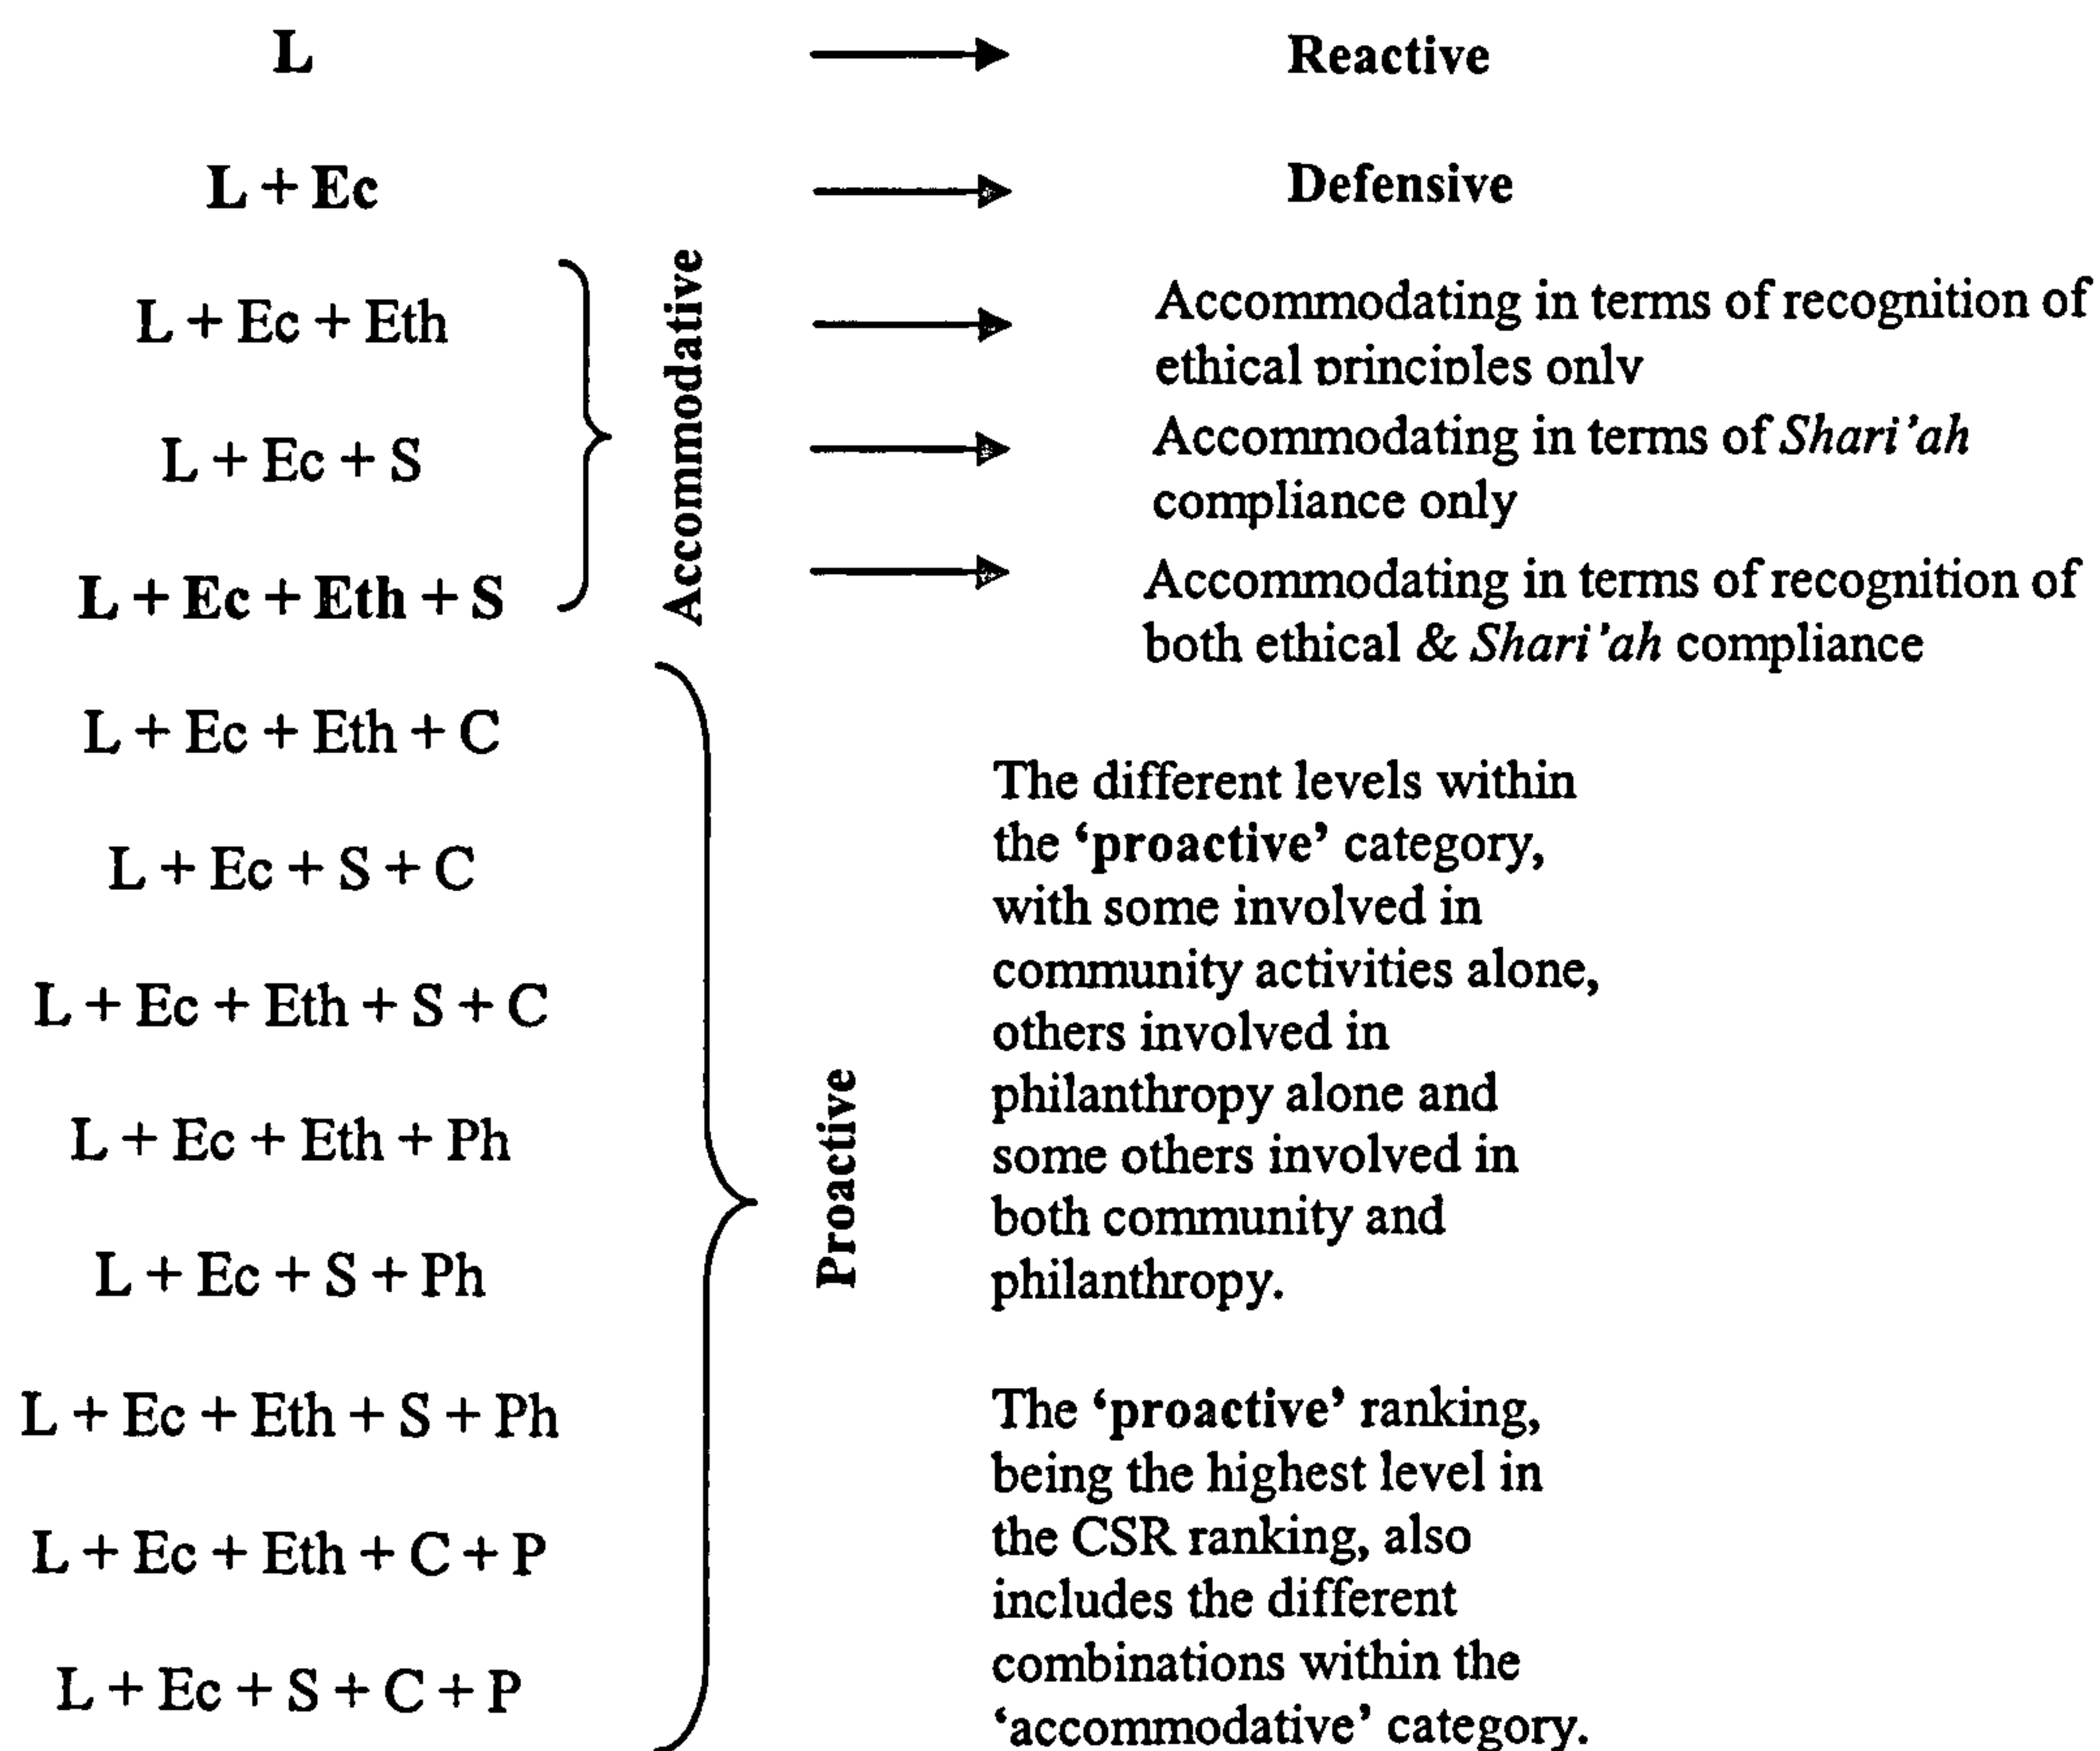 L
Reactive
L + Ec
Defensive
L + Ec + Eth
Accommodating in terms of recognition of
ethical principles only
L + Ec + S
Accommodating in terms of Shari'ah
compliance only
L + Ec + Eth + S
Accommodating in terms of recognition of
both ethical & Shari'ah compliance
Accommodative
L + Ec + Eth + C
L + Ec + S + C
L + Ec + Eth + S + C
L + Ec + Eth + Ph
L + Ec + S + Ph
L + Ec + Eth + S + Ph
L + Ec + Eth + C + P
L + Ec + S + C + P
Proactive
The different levels within
the ‘proactive’ category,
with some involved in
community activities alone,
others involved in
philanthropy alone and
some others involved in
both community and
philanthropy.
The ‘proactive’ ranking,
being the highest level in
the CSR ranking, also
includes the different
combinations within the
‘accommodative’ category.